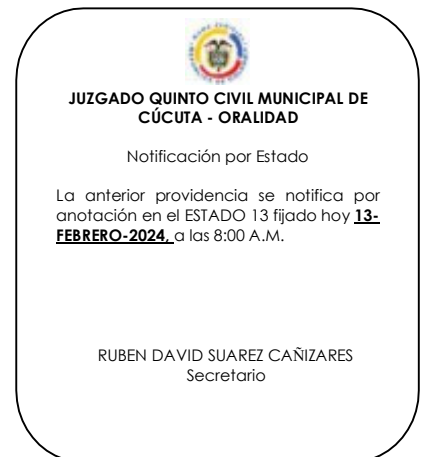 JUZGADO QUINTO CIVIL MUNICIPAL DE
CÚCUTA - ORALIDAD
Notificación por Estado
La anterior providencia se notifica por
anotación en el ESTADO 13 fijado hoy 13-
FEBRERO-2024, a las 8:00 A.M.
RUBEN DAVID SUAREZ CAÑIZARES
Secretario